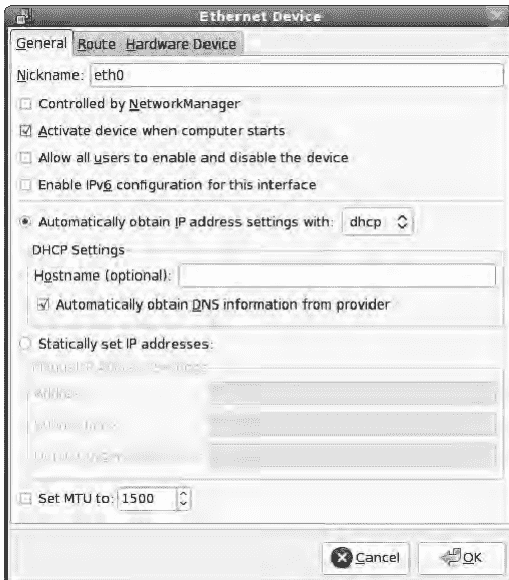 Ethernet Device
General Route Hardware Device
Nickname: eth0
Controlled by NetworkManager
Activate device when computer starts
Allow all users to enable and disable the device
Enable IPv6 configuration for this interface
Automatically obtain IP address settings with: dhcp
DHCP Settings
Hostname (optional):
Automatically obtain DNS information from provider
Statically set IP addresses:
Set MTU to: 1500
Cancel OK